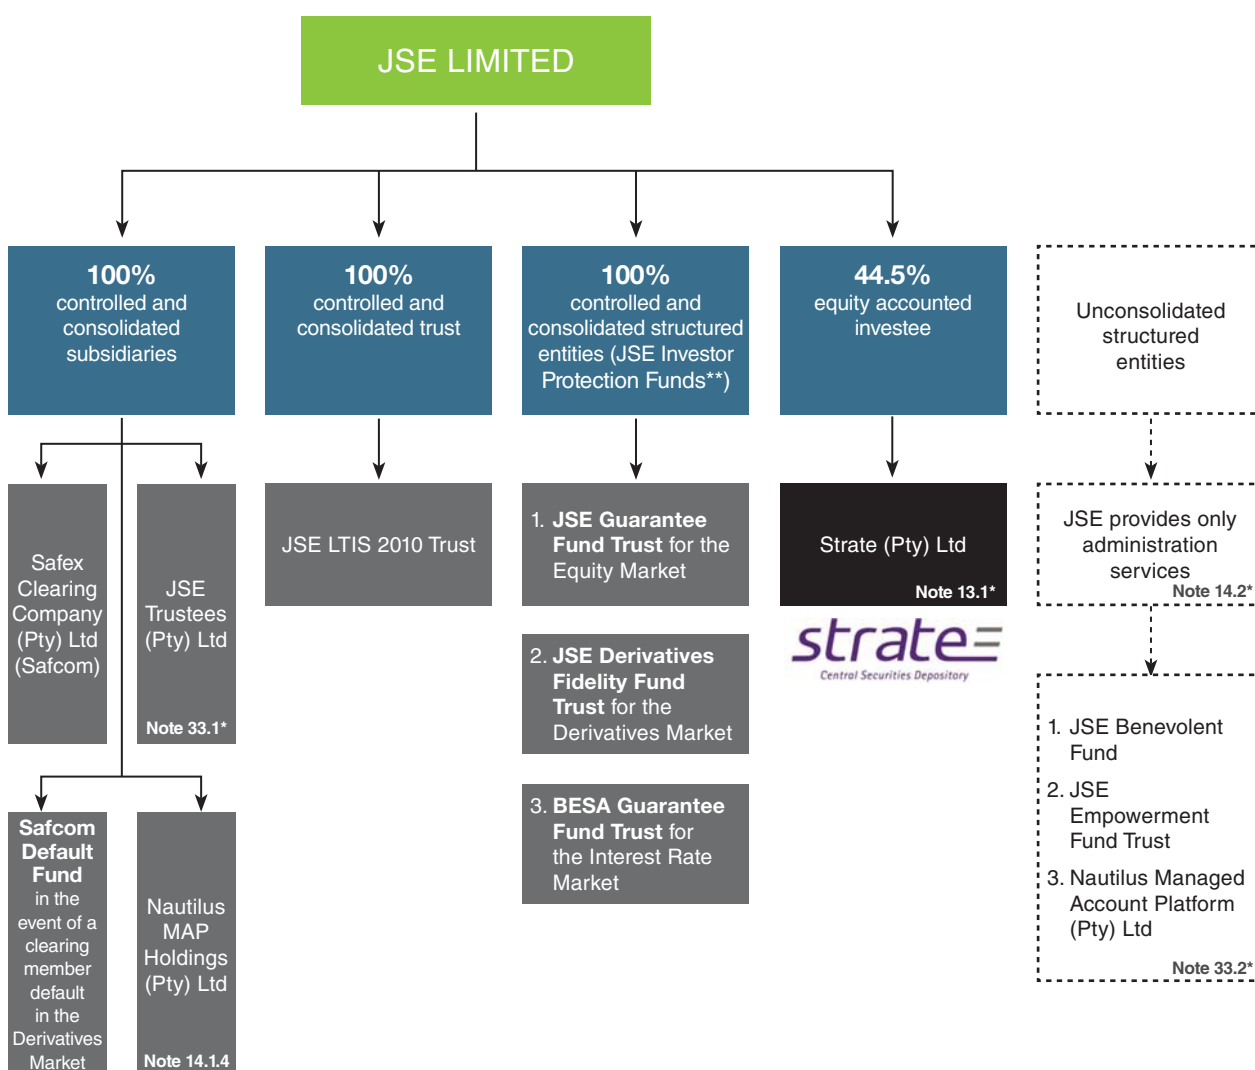 JSE LIMITED
100%
controlled and
consolidated
subsidiaries
100%
controlled and
consolidated trust
100%
controlled and
consolidated structured
entities (JSE Investor
Protection Funds**)
44.5%
equity accounted
investee
Unconsolidated
structured
entities
Safex
Clearing
Company
(Pty) Ltd
(Safcom)
JSE
Trustees
(Pty) Ltd
Note 33.1*
JSE LTIS 2010 Trust
1. JSE Guarantee
Fund Trust for the
Equity Market
Strate (Pty) Ltd
Note 13.1*
JSE provides only
administration
services
Note 14.2*
strate
Central Securities Depository
2. JSE Derivatives
Fidelity Fund
Trust for the
Derivatives Market
3. BESA Guarantee
Fund Trust for
the Interest Rate
Market
1. JSE Benevolent
Fund
2. JSE
Empowerment
Fund Trust
3. Nautilus Managed
Account Platform
(Pty) Ltd
Note 33.2*
Safcom
Default
Fund
in the
event of a
clearing
member
default
in the
Derivatives
Market
Nautilus
MAP
Holdings
(Pty) Ltd
Note 14.1.4